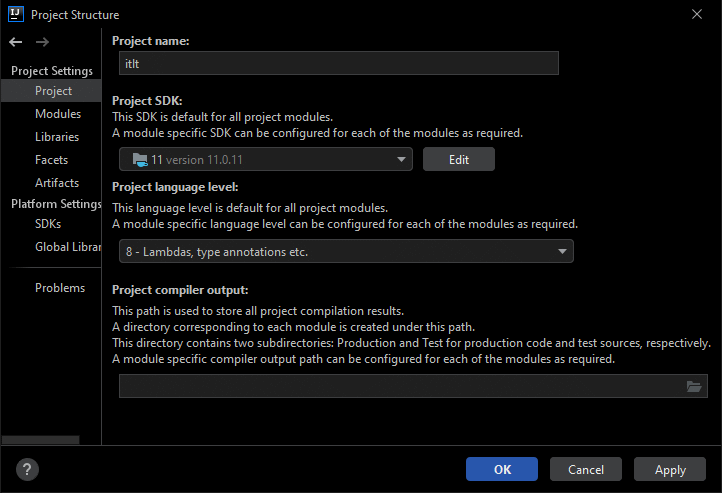 IJ
Project Structure
Project Settings
Project
Modules
Libraries
Facets
Artifacts
Platform Settings
SDKs
Global Librar
Problems
Project name:
itlt
Project SDK:
This SDK is default for all project modules.
A module specific SDK can be configured for each of the modules as required.
11 version 11.0.11
Edit
Project language level:
This language level is default for all project modules.
A module specific language level can be configured for each of the modules as required.
8 - Lambdas, type annotations etc.
Project compiler output:
This path is used to store all project compilation results.
A directory corresponding to each module is created under this path.
This directory contains two subdirectories: Production and Test for production code and test sources, respectively.
A module specific compiler output path can be configured for each of the modules as required.
?
OK
Cancel
Apply